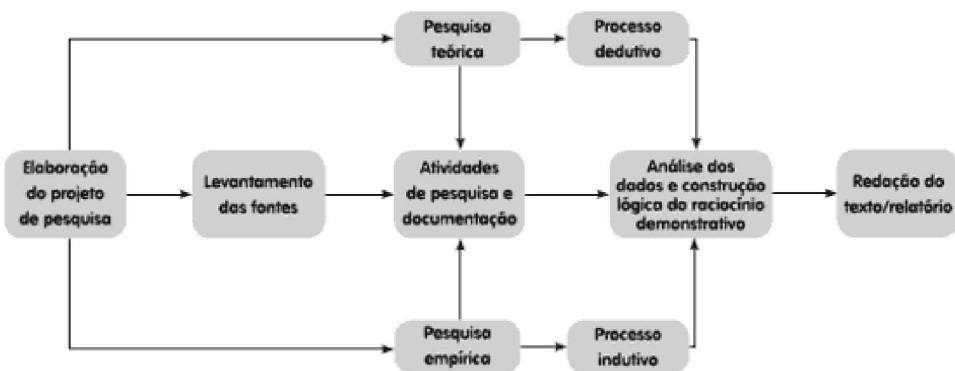 Pesquisa
teórica
Processo
dedutivo
Elaboração
do projeto
de pesquisa
Levantamento
das fontes
Atividades
de pesquisa e
documentação
Análise dos
dados e construção
lógica do raciocínio
demonstrativo
Redação do
texto/relatório
Pesquisa
empírica
Processo
indutivo